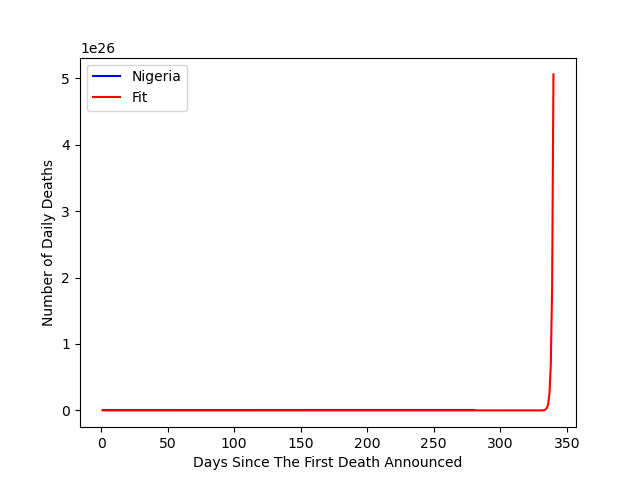 1e26
Nigeria
Fit
5
4
3
2
1
0
Number of Daily Deaths
0 50 100 150 200 250 300 350
Days Since The First Death Announced